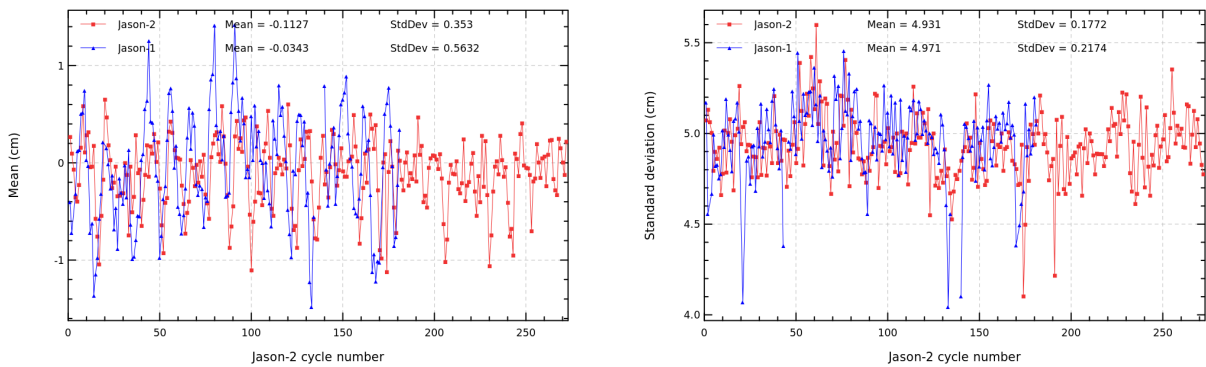 Jason-2 Mean = -0.1127 StdDev = 0.353
Jason-1 Mean = -0.0343 StdDev = 0.5632
1
0
-1
Mean (cm)
0 50 100 150 200 250
Jason-2 cycle number
Jason-2 Mean = 4.931 StdDev = 0.1772
Jason-1 Mean = 4.971 StdDev = 0.2174
5.5
5.0
4.5
4.0
Standard deviation (cm)
0 50 100 150 200 250
Jason-2 cycle number